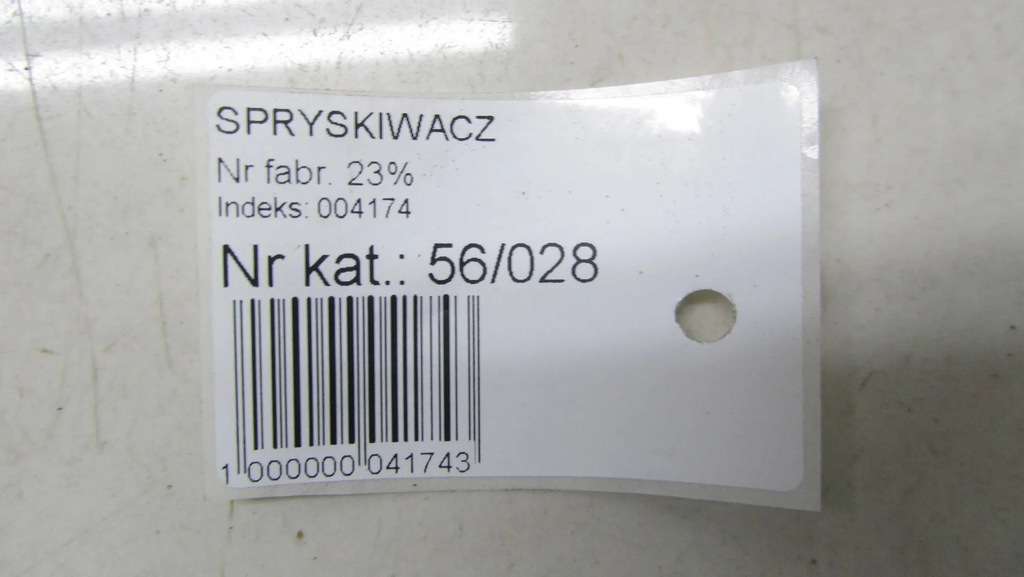 SPRYSKIWACZ
Nr fabr. 23%
Indeks: 004174
Nr kat.: 56/028
1 000000 041743